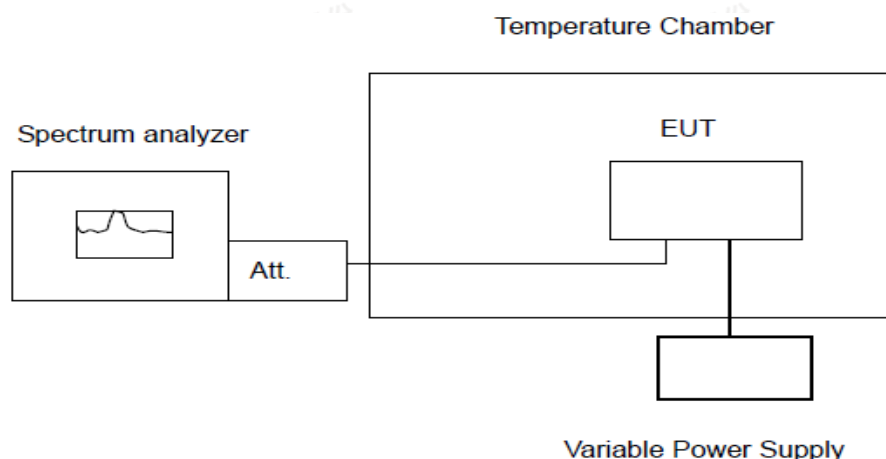 Temperature Chamber
Spectrum analyzer
EUT
Att.
Variable Power Supply